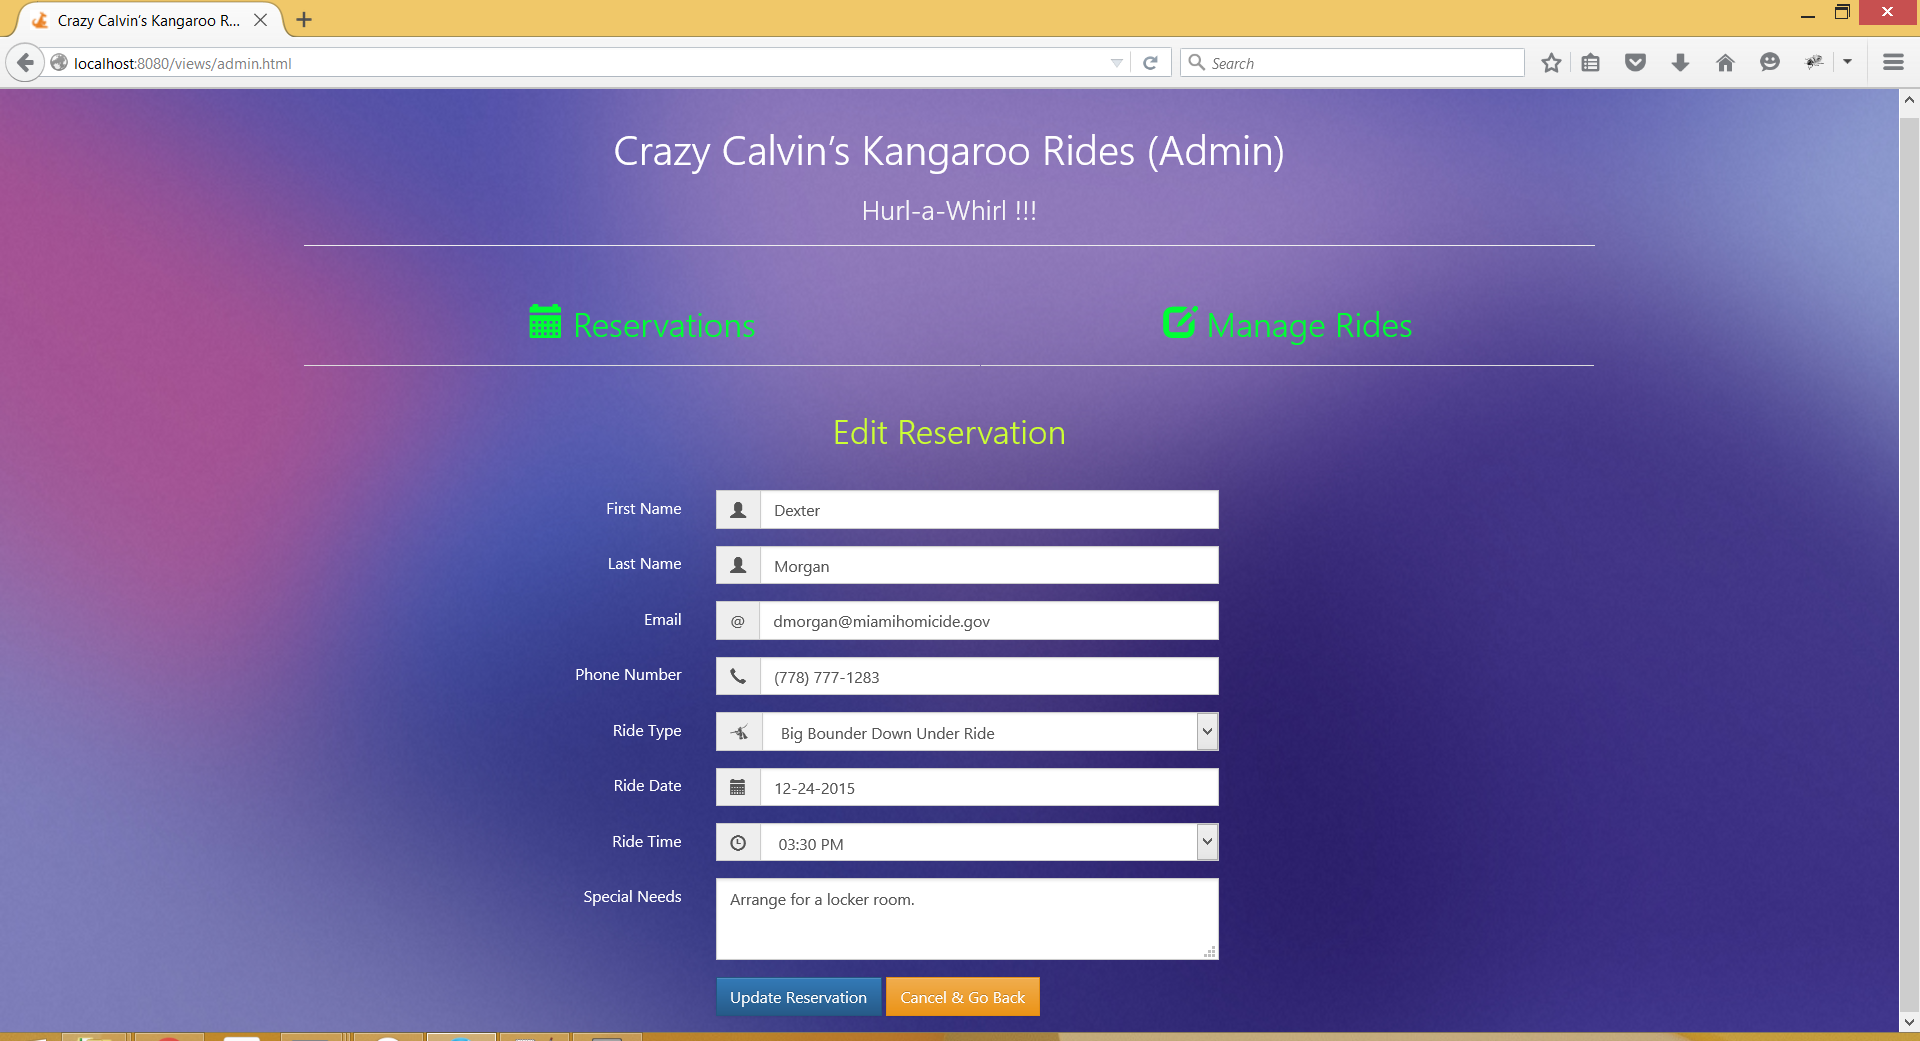 Crazy Calvin's Kangaroo R...
localhost:8080/views/admin.html
Search
Crazy Calvin's Kangaroo Rides (Admin)
Hurl-a-Whirl !!!
Reservations
Manage Rides
Edit Reservation
First Name
Dexter
Last Name
Morgan
Email
@
dmorgan@miamihomicide.gov
Phone Number
(778) 777-1283
Ride Type
Big Bounder Down Under Ride
Ride Date
12-24-2015
Ride Time
03:30 PM
Special Needs
Arrange for a locker room.
Update Reservation
Cancel & Go Back